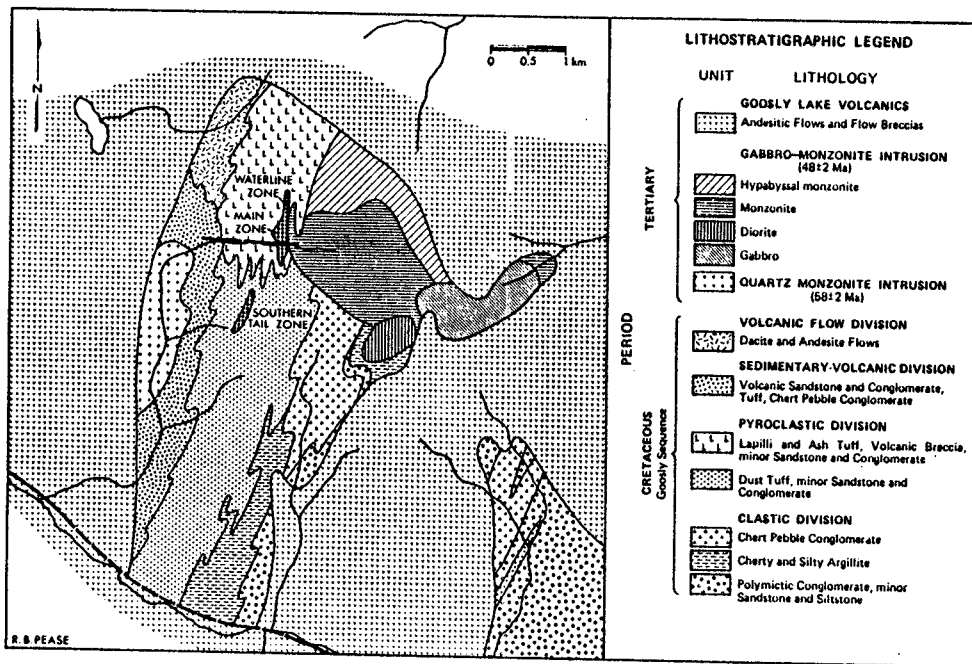 N
0 0.5 1 km
WATERLINE
ZONE
MAIN
ZONE
SOUTHERN
TAIL ZONE
R. B. PEASE
LITHOSTRATIGRAPHIC LEGEND
UNIT LITHOLOGY
PERIOD
TERTIARY
GOOSLY LAKE VOLCANICS
Andesitic Flows and Flow Breccias
GABBRO–MONZONITE INTRUSION
(48±2 Ma)
Hypabyssal monzonite
Monzonite
Diorite
Gabbro
QUARTZ MONZONITE INTRUSION
(58±2 Ma)
CRETACEOUS
Goosly Sequence
VOLCANIC FLOW DIVISION
Dacite and Andesite Flows
SEDIMENTARY-VOLCANIC DIVISION
Volcanic Sandstone and Conglomerate,
Tuff, Chert Pebble Conglomerate
PYROCLASTIC DIVISION
Lapilli and Ash Tuff, Volcanic Breccia,
minor Sandstone and Conglomerate
Dust Tuff, minor Sandstone and
Conglomerate
CLASTIC DIVISION
Chert Pebble Conglomerate
Cherty and Silty Argillite
Polymictic Conglomerate, minor
Sandstone and Siltstone